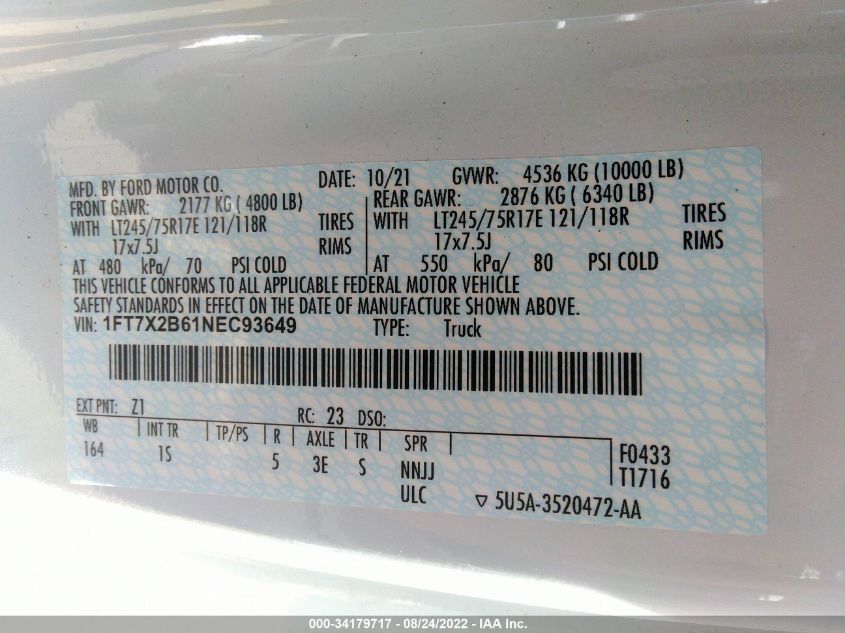 MFD. BY FORD MOTOR CO. DATE: 10/21 GVWR: 4536 KG (10000 LB)
FRONT GAWR: 2177 KG ( 4800 LB) REAR GAWR: 2876 KG ( 6340 LB)
WITH LT245/75R17E 121/118R TIRES WITH LT245/75R17E 121/118R TIRES
17x7.5J RIMS 17x7.5J RIMS
AT 480 kPa/ 70 PSI COLD AT 550 kPa/ 80 PSI COLD
THIS VEHICLE CONFORMS TO ALL APPLICABLE FEDERAL MOTOR VEHICLE
SAFETY STANDARDS IN EFFECT ON THE DATE OF MANUFACTURE SHOWN ABOVE.
VIN: 1FT7X2B61NEC93649 TYPE: Truck
EXT PNT: Z1 RC: 23 DSO:
WB INT TR TP/PS R AXLE TR SPR
164 1S 5 3E S NNJJ F0433
ULC T1716
▽ 5U5A-3520472-AA
000-34179717 - 08/24/2022 - IAA Inc.